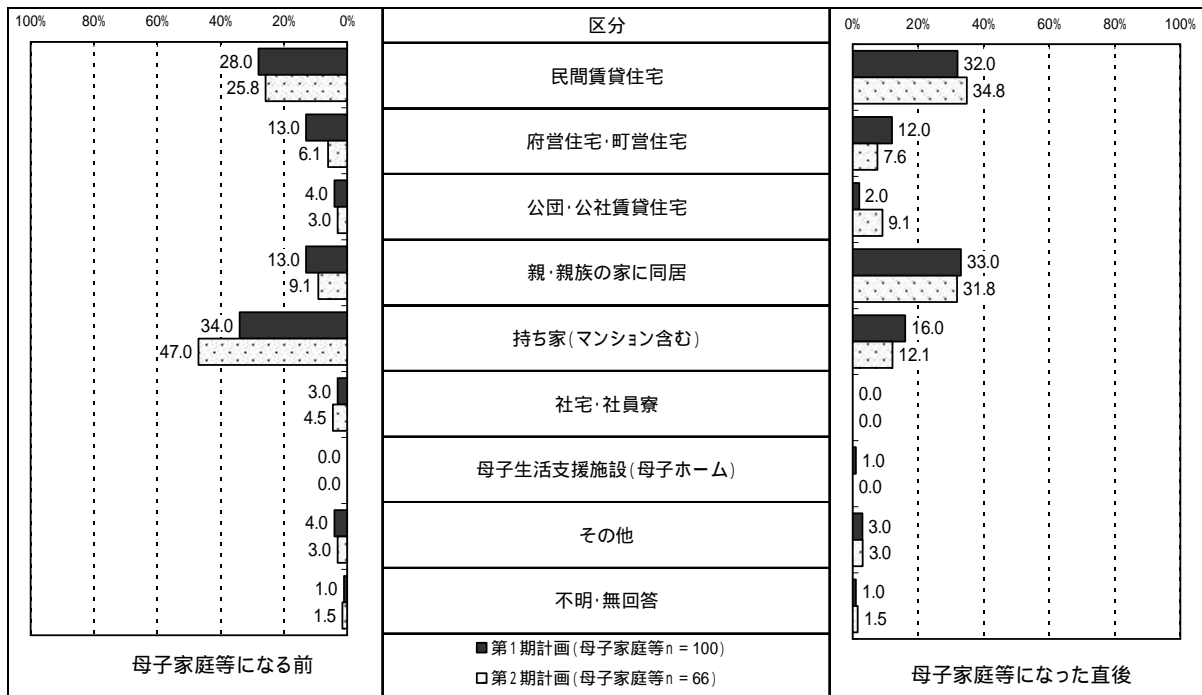 100% 80% 60% 40% 20% 0%
区分
0% 20% 40% 60% 80% 100%
28.0
25.8
民間賃貸住宅
32.0
34.8
13.0
6.1
府営住宅・町営住宅
12.0
7.6
4.0
3.0
公団・公社賃貸住宅
2.0
9.1
13.0
9.1
親・親族の家に同居
33.0
31.8
34.0
47.0
持ち家(マンション含む)
16.0
12.1
3.0
4.5
社宅・社員寮
0.0
0.0
0.0
0.0
母子生活支援施設(母子ホーム)
1.0
0.0
4.0
3.0
その他
3.0
3.0
1.0
1.5
不明・無回答
1.0
1.5
母子家庭等になる前
■第1期計画(母子家庭等n=100)
□第2期計画(母子家庭等n=66)
母子家庭等になった直後